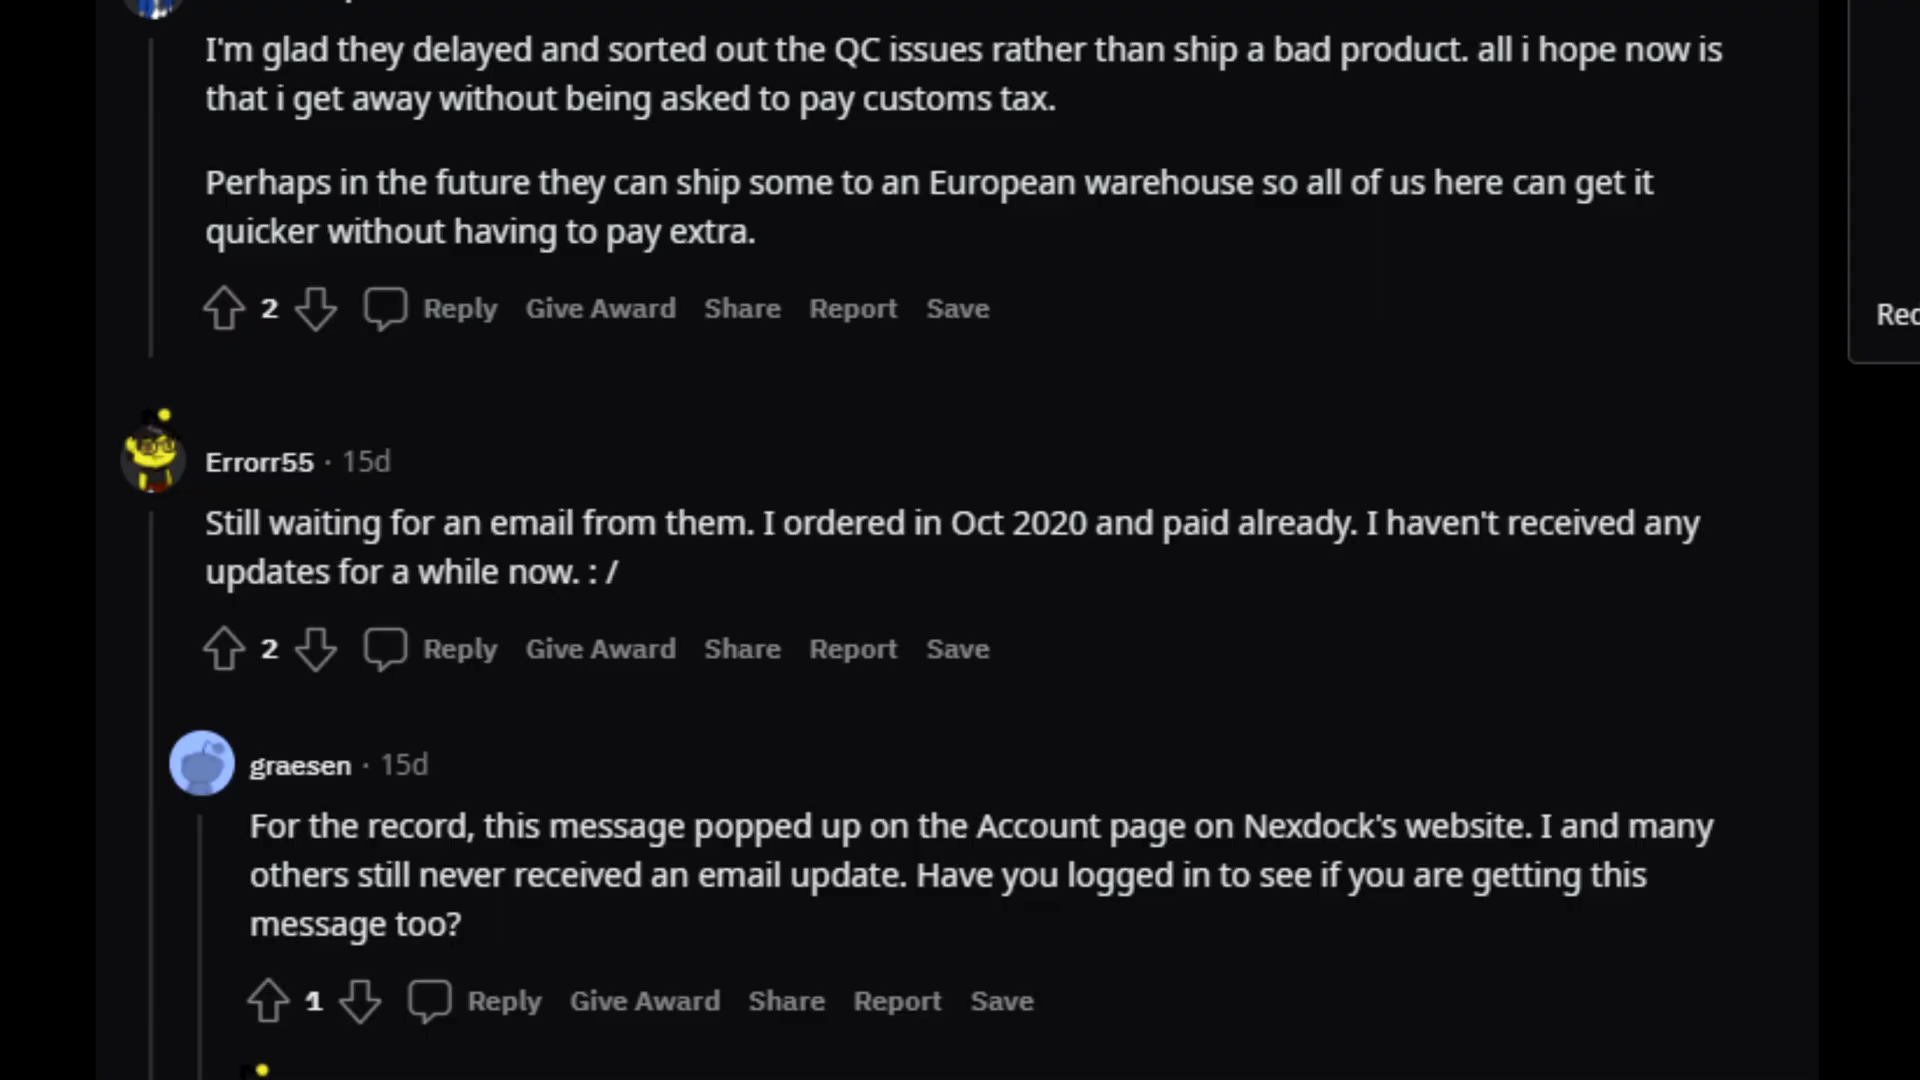 I'm glad they delayed and sorted out the QC issues rather than ship a bad product. all i hope now is
that i get away without being asked to pay customs tax.
Perhaps in the future they can ship some to an European warehouse so all of us here can get it
quicker without having to pay extra.
2 Reply Give Award Share Report Save
Errorr55 · 15d
Still waiting for an email from them. I ordered in Oct 2020 and paid already. I haven't received any
updates for a while now. : /
2 Reply Give Award Share Report Save
graesen · 15d
For the record, this message popped up on the Account page on Nexdock's website. I and many
others still never received an email update. Have you logged in to see if you are getting this
message too?
1 Reply Give Award Share Report Save